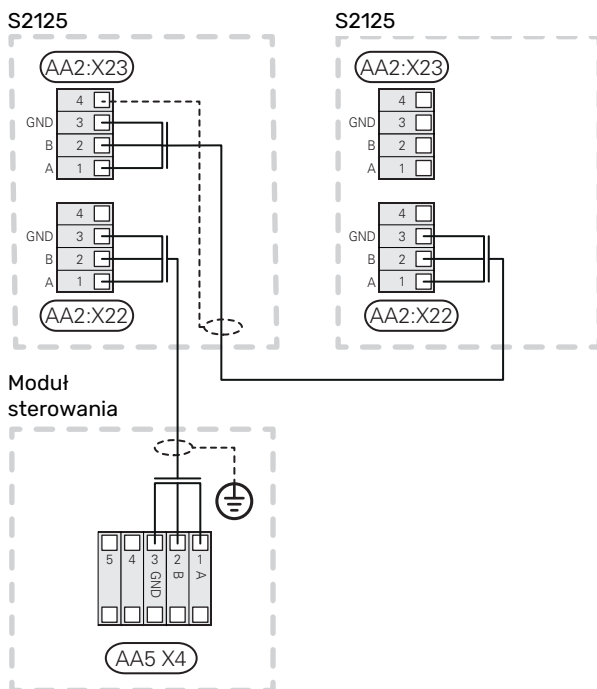 S2125
S2125
AA2:X23
4
GND 3
B 2
A 1
4
GND 3
B 2
A 1
AA2:X22
AA2:X23
4
GND 3
B 2
A 1
4
GND 3
B 2
A 1
AA2:X22
Moduł
sterowania
5 4 3 2 1
GND B A
AA5 X4